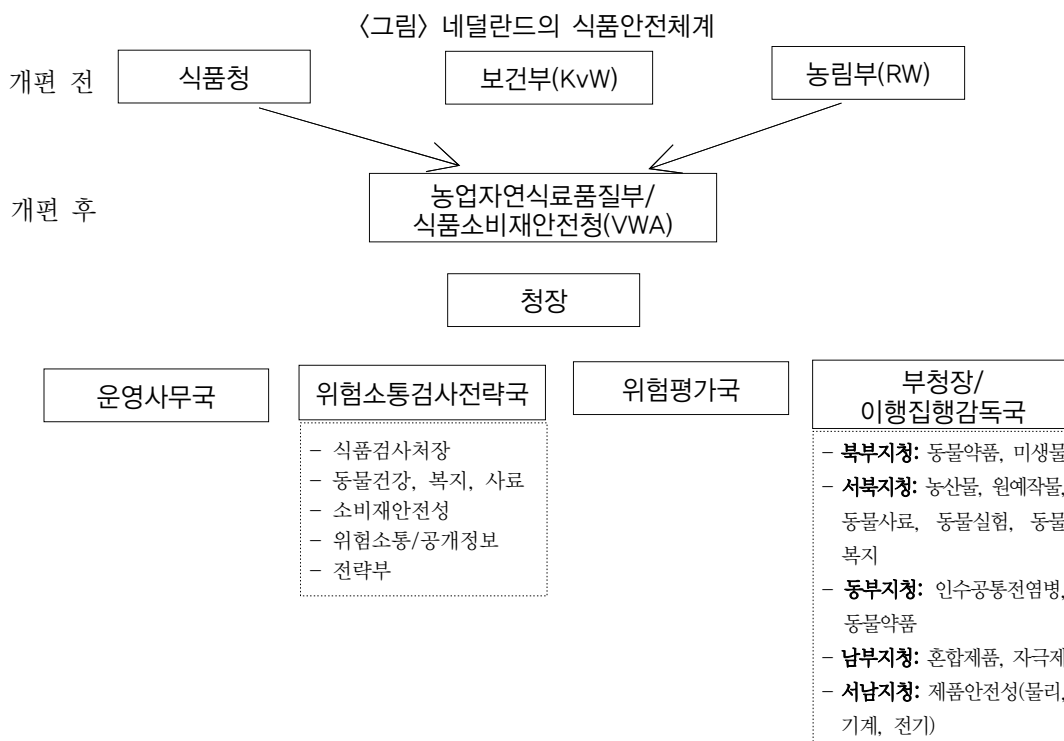 〈그림〉 네덜란드의 식품안전체계
개편 전
식품청
보건부(KvW)
농림부(RW)
개편 후
농업자연식료품질부/
식품소비재안전청(VWA)
청장
운영사무국
위험소통검사전략국
- 식품검사처장
- 동물건강, 복지, 사료
- 소비재안전성
- 위험소통/공개정보
- 전략부
위험평가국
부청장/
이행집행감독국
- 북부지청: 동물약품, 미생물
- 서북지청: 농산물, 원예작물,
동물사료, 동물실험, 동물
복지
- 동부지청: 인수공통전염병,
동물약품
- 남부지청: 혼합제품, 자극제
- 서남지청: 제품안전성(물리,
기계, 전기)